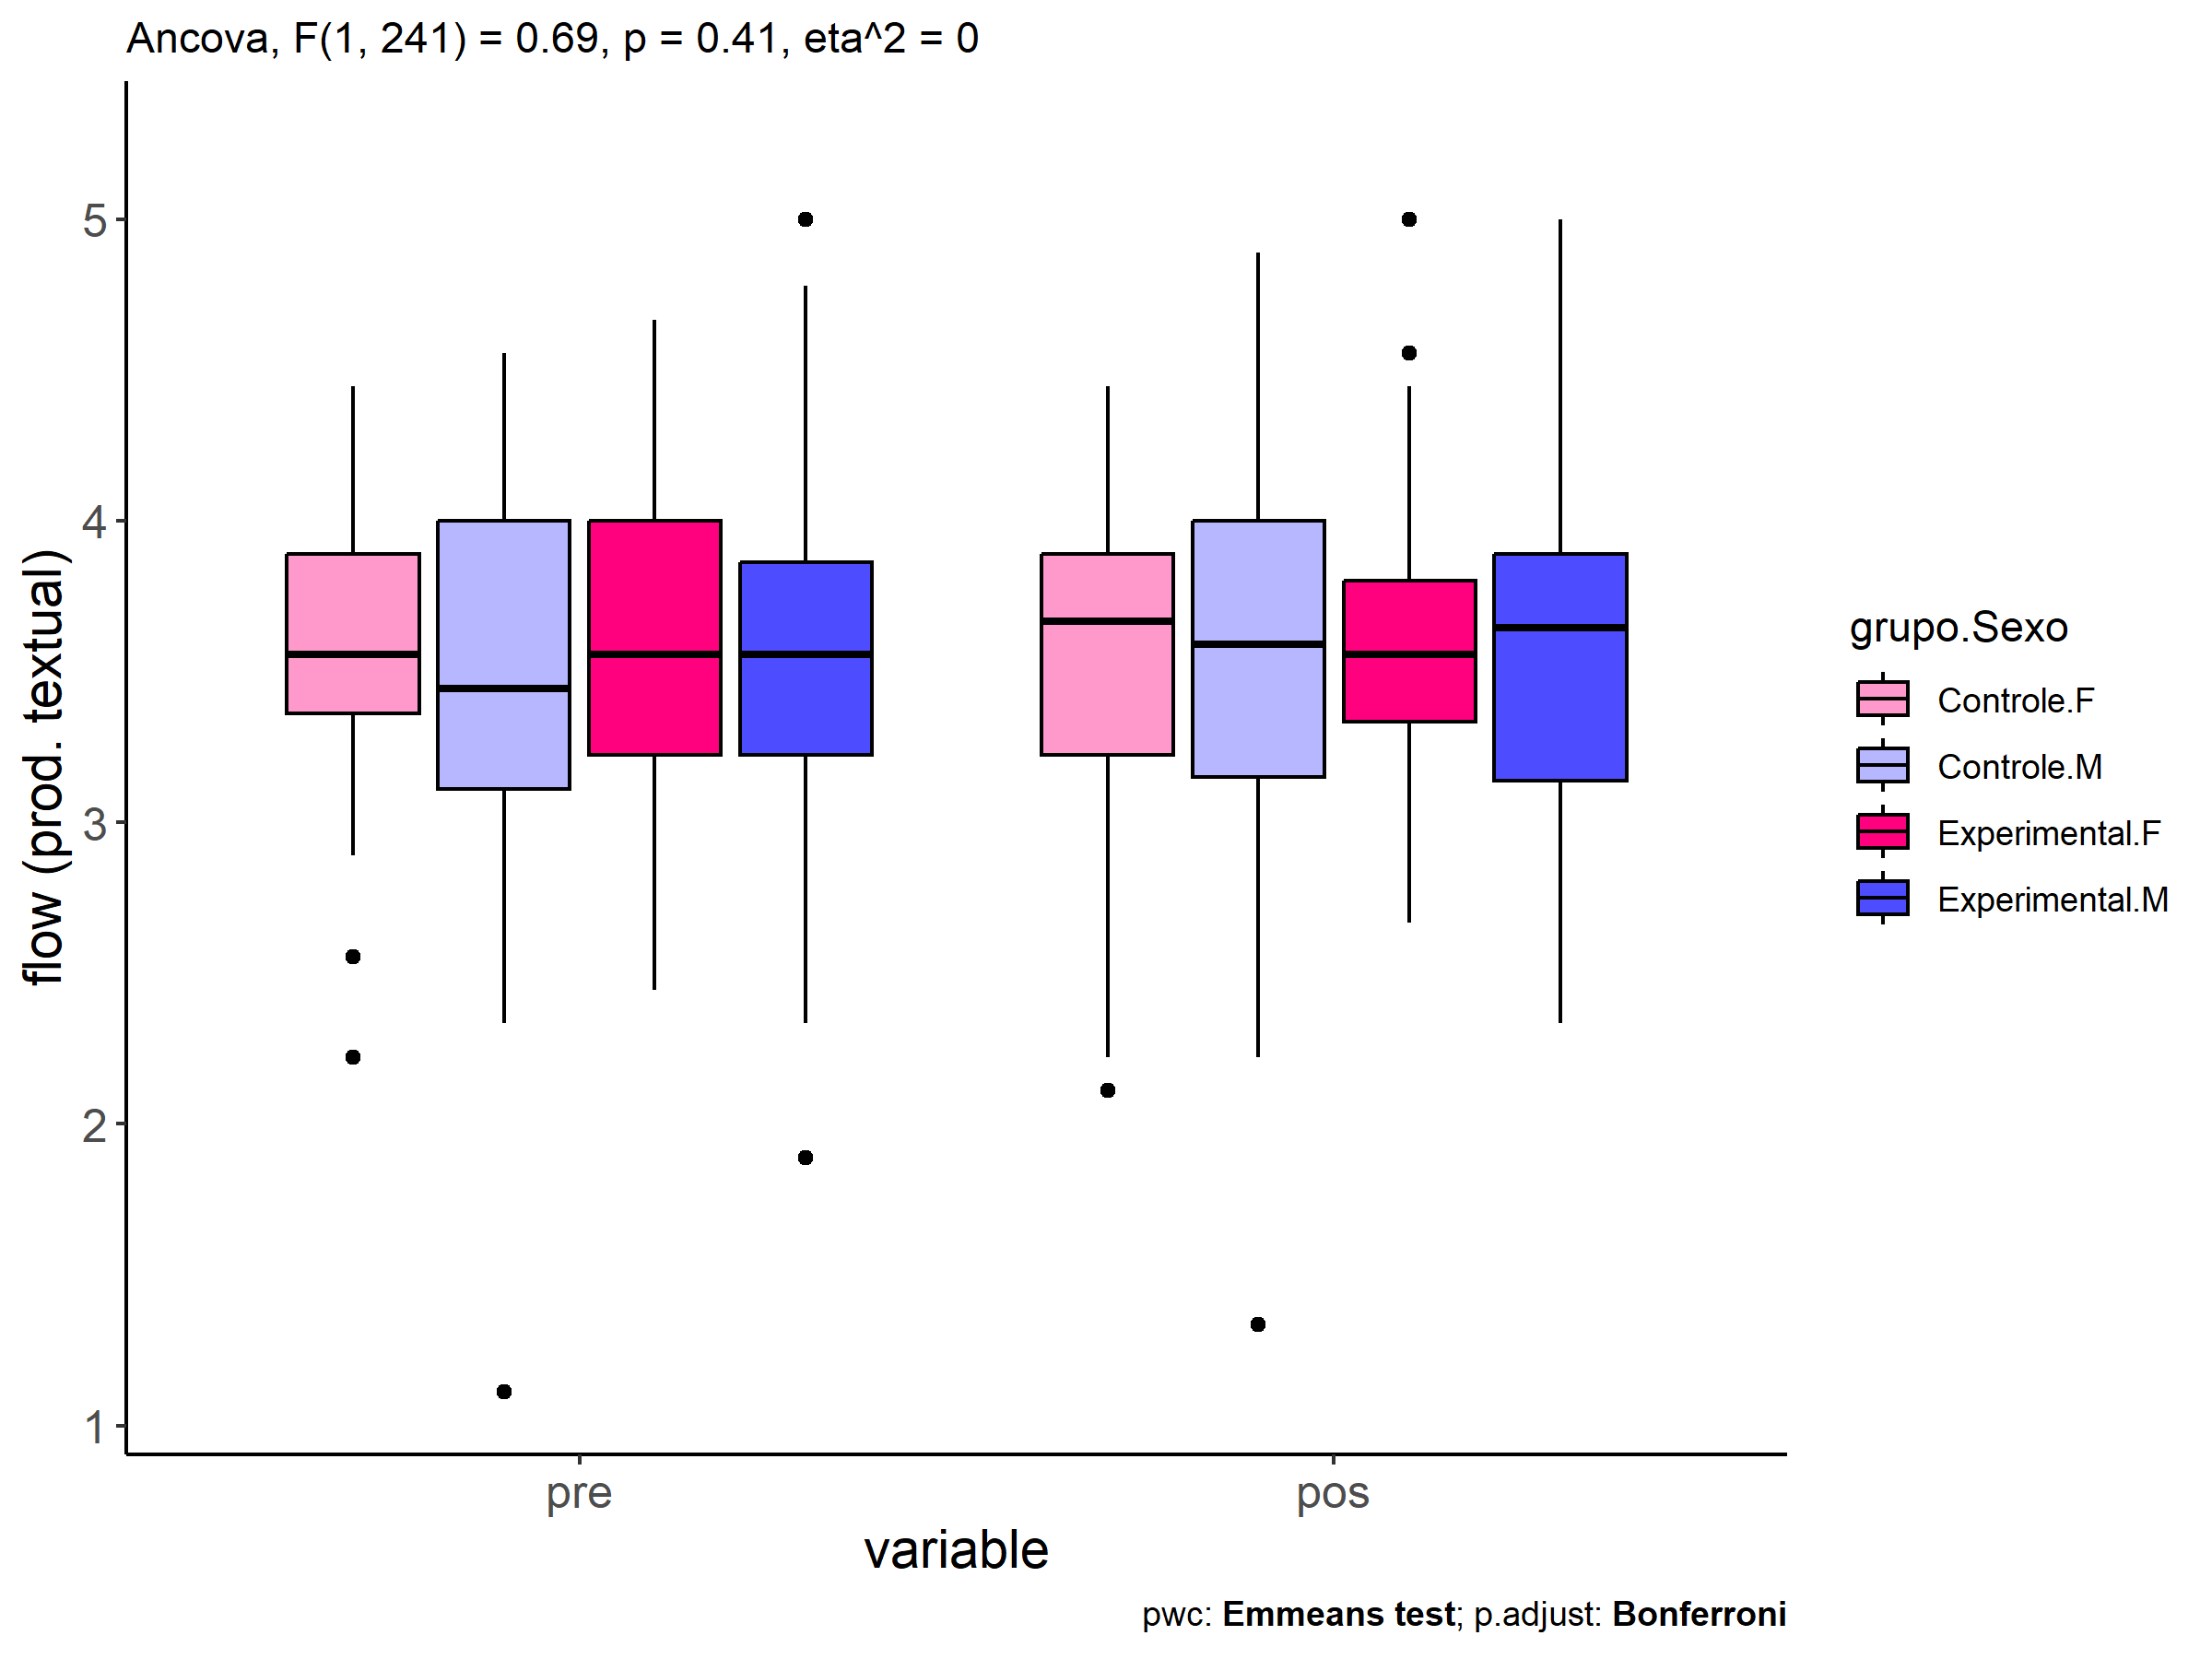 Ancova, F(1, 241) = 0.69, p = 0.41, eta^2 = 0
flow (prod. textual)
5
4
3
2
1
pre
pos
variable
grupo.Sexo
Controle.F
Controle.M
Experimental.F
Experimental.M
pwc: Emmeans test; p.adjust: Bonferroni